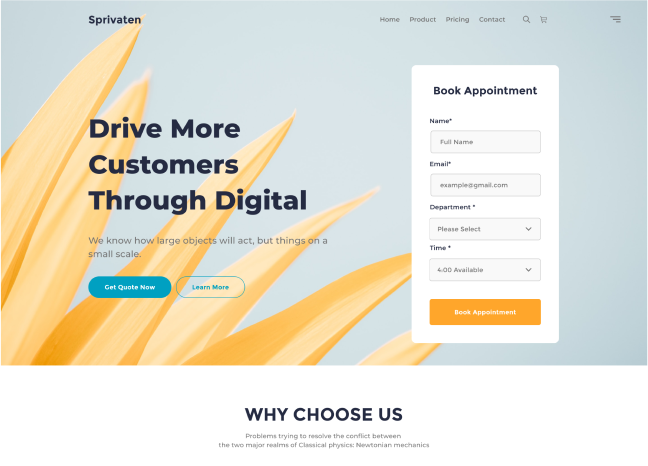 Sprivaten
Home Product Pricing Contact
Drive More
Customers
Through Digital
We know how large objects will act, but things on a
small scale.
Get Quote Now
Learn More
Book Appointment
Name*
Full Name
Email*
example@gmail.com
Department *
Please Select
Time *
4:00 Available
Book Appointment
WHY CHOOSE US
Problems trying to resolve the conflict between
the two major realms of Classical physics: Newtonian mechanics